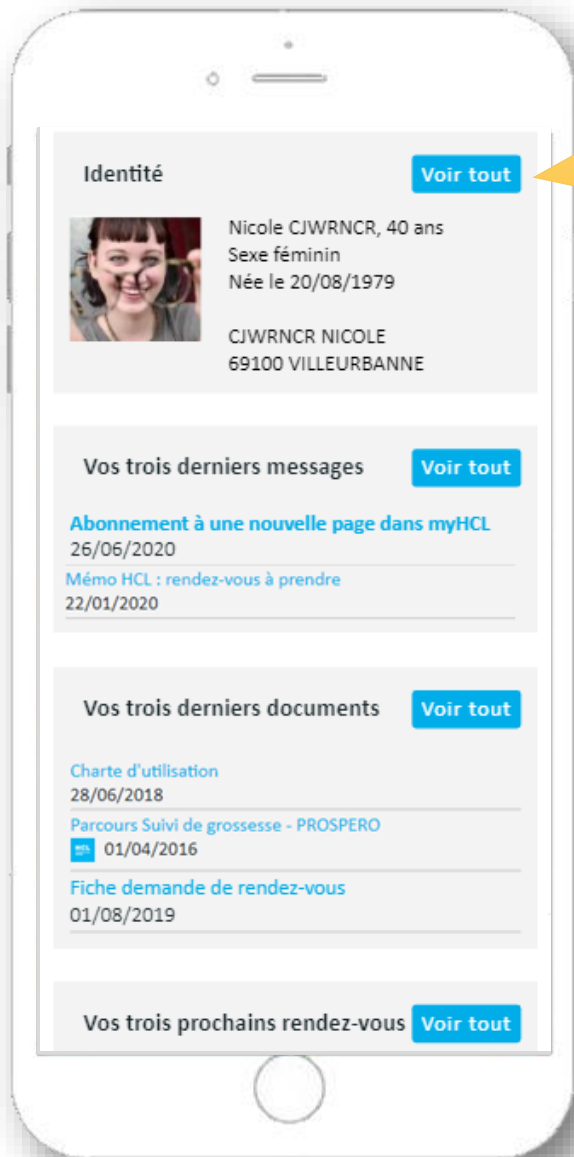 Identité
Voir tout
Nicole CJWRNCR, 40 ans
Sexe féminin
Née le 20/08/1979
CJWRNCR NICOLE
69100 VILLEURBANNE
Vos trois derniers messages
Voir tout
Abonnement à une nouvelle page dans myHCL
26/06/2020
Mémo HCL : rendez-vous à prendre
22/01/2020
Vos trois derniers documents
Voir tout
Charte d'utilisation
28/06/2018
Parcours Suivi de grossesse - PROSPERO
HCL 01/04/2016
Fiche demande de rendez-vous
01/08/2019
Vos trois prochains rendez-vous
Voir tout